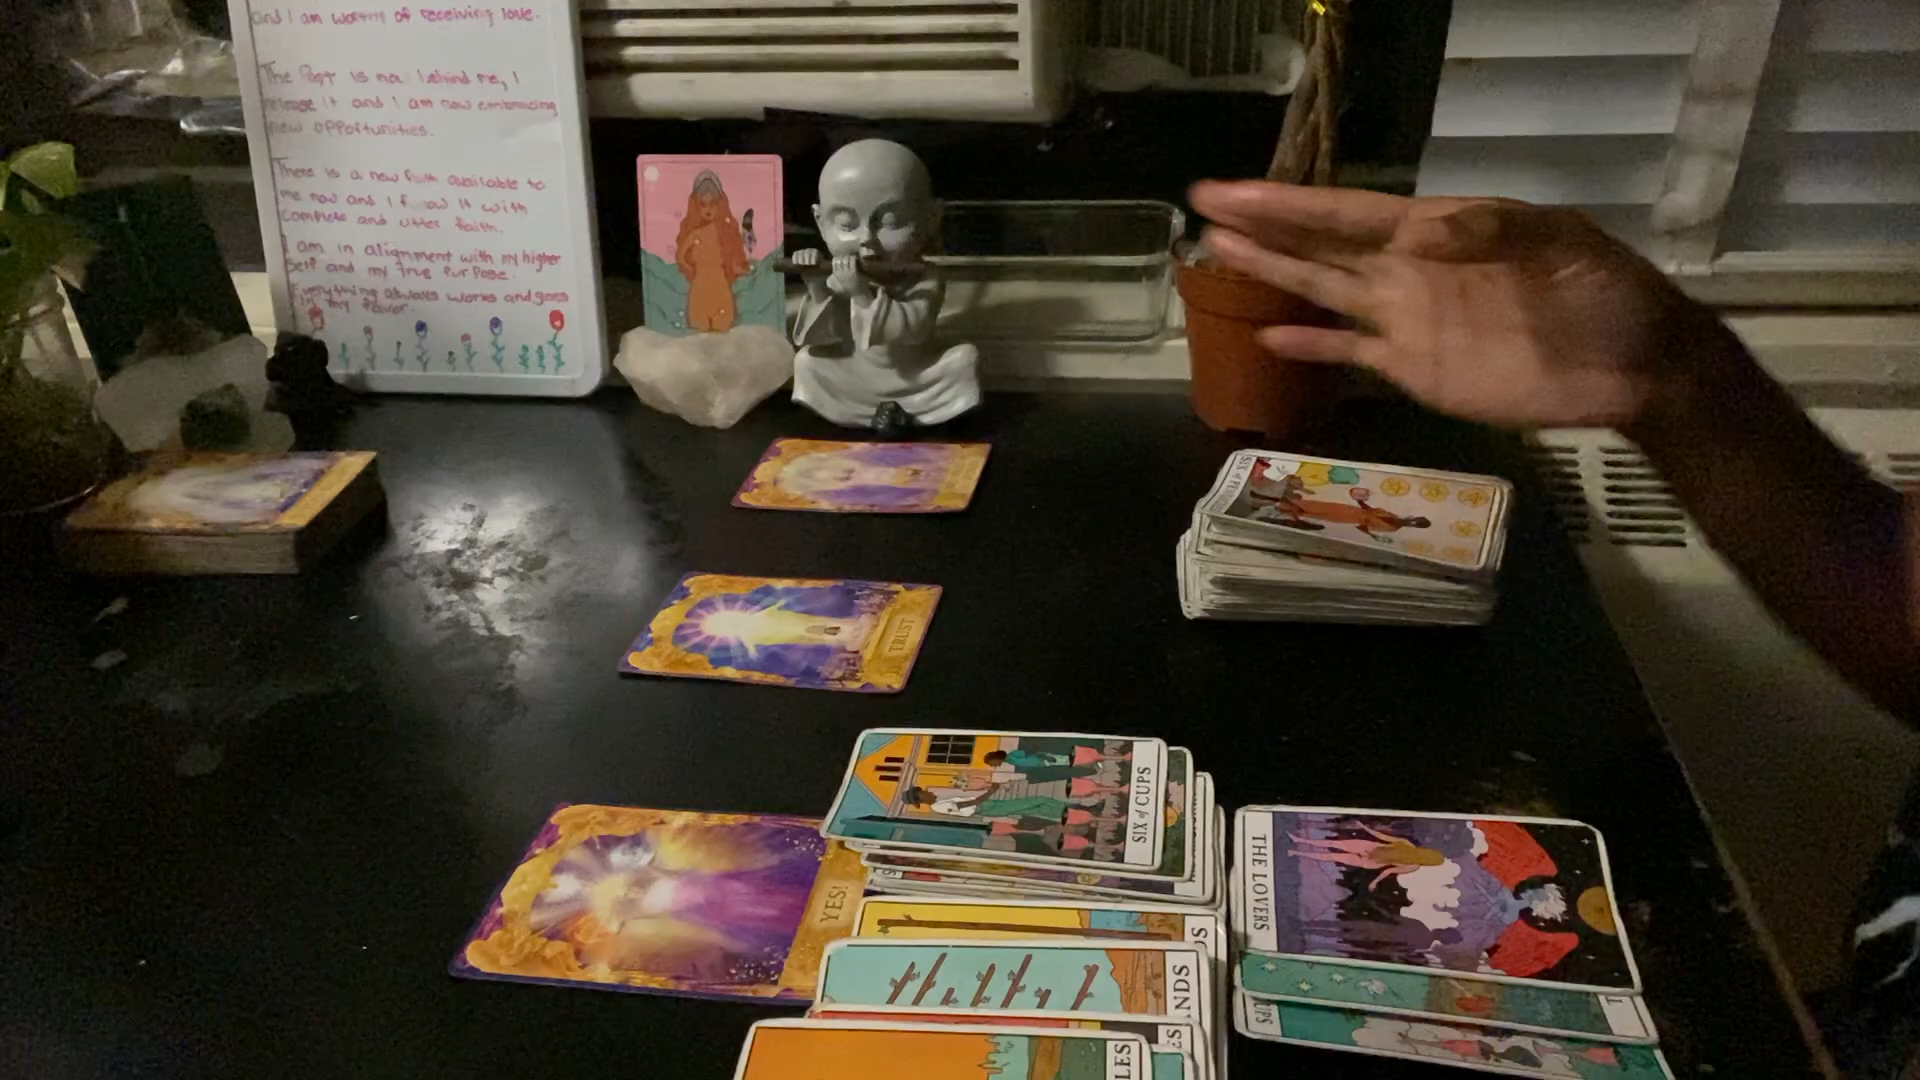 and I am worthy of receiving love.
The Past is now behind me, I
release it and I am now embracing
new opportunities.
There is a new faith available to
me now and I follow it with
complete and utter faith.
I am in alignment with my higher
self and my true purpose.
Everything always works and goes
in my favor.
SIX of
TRUST
SIX of CUPS
YES!
THE LOVERS